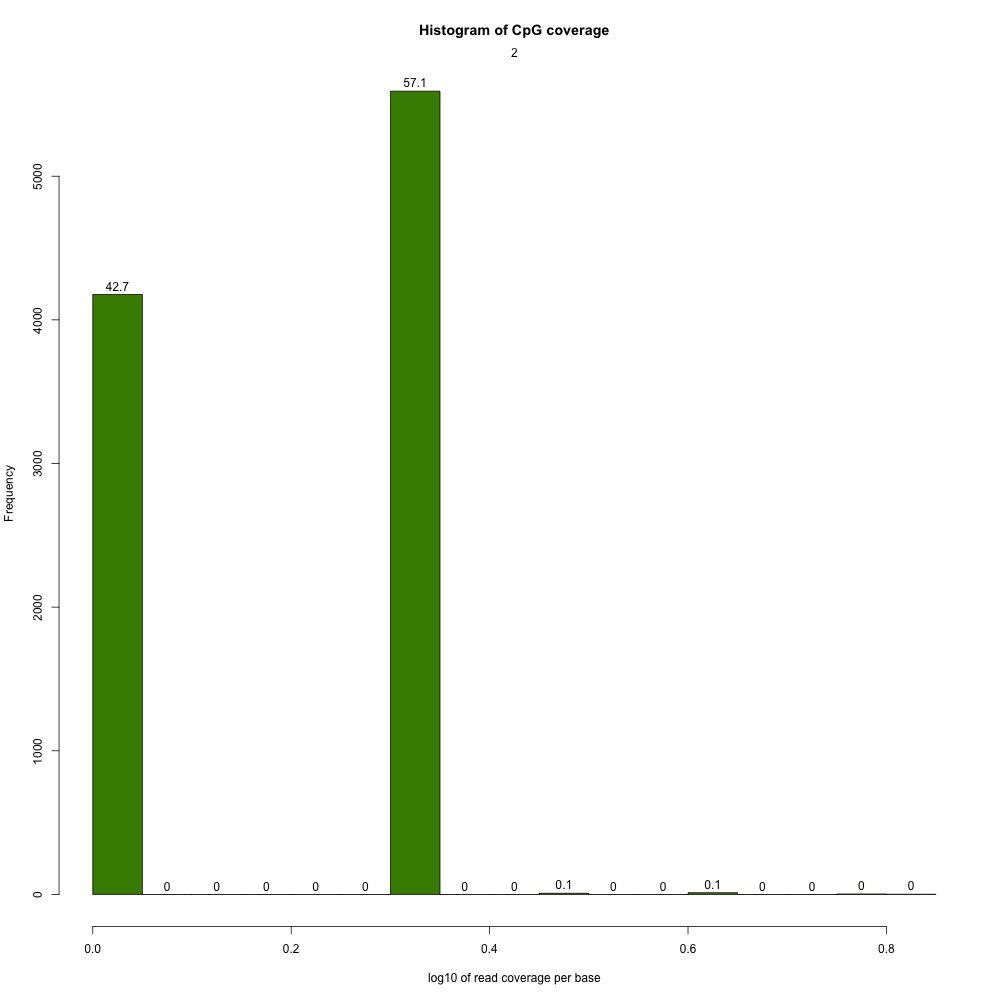 Histogram of CpG coverage
2
57.1
5000
42.7
4000
3000
Frequency
2000
1000
0 0 0 0 0 0 0 0.1 0 0 0.1 0 0 0 0
0
0.0 0.2 0.4 0.6 0.8
log10 of read coverage per base